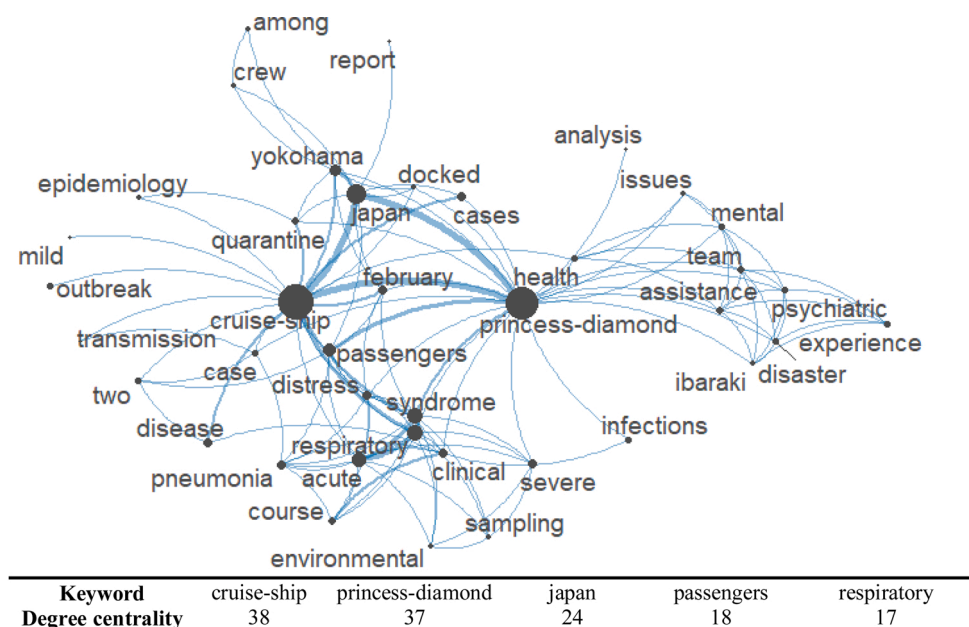 among
report
crew
analysis
yokohama
docked
issues
epidemiology
japan
cases
mental
quarantine
mild
team
february
health
assistance
outbreak
psychiatric
cruise-ship
princess-diamond
transmission
passengers
experience
case
distress
ibaraki
disaster
two
syndrome
disease
infections
respiratory
pneumonia
acute
clinical
severe
course
sampling
environmental
Keyword cruise-ship princess-diamond japan passengers respiratory
Degree centrality 38 37 24 18 17